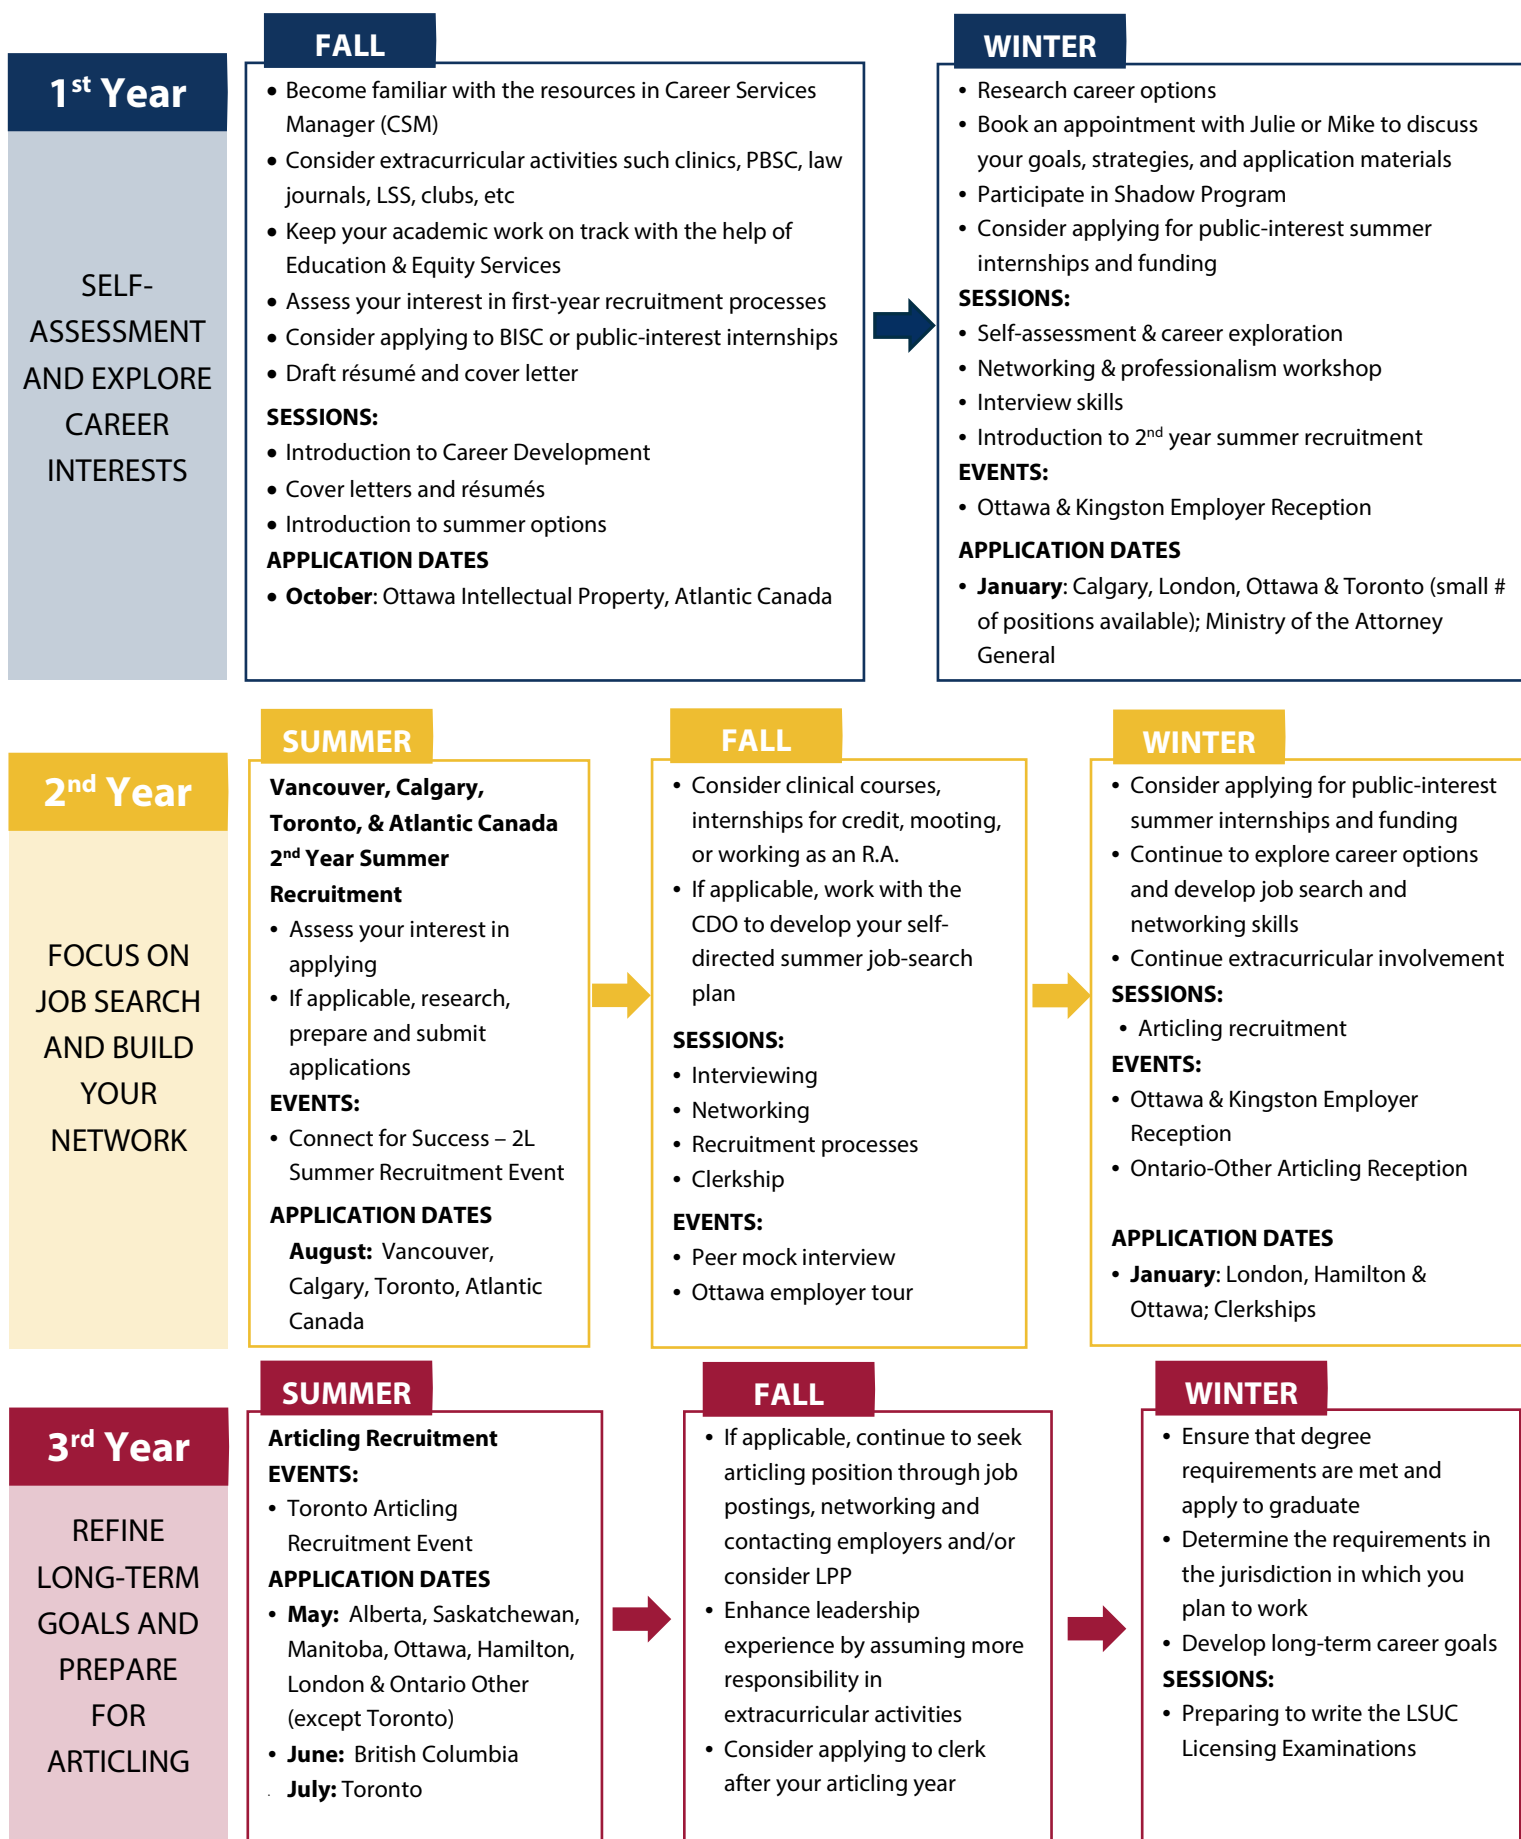 1st Year
SELF-
ASSESSMENT
AND EXPLORE
CAREER
INTERESTS
FALL
• Become familiar with the resources in Career Services
Manager (CSM)
• Consider extracurricular activities such clinics, PBSC, law
journals, LSS, clubs, etc
• Keep your academic work on track with the help of
Education & Equity Services
• Assess your interest in first-year recruitment processes
• Consider applying to BISC or public-interest internships
• Draft résumé and cover letter
SESSIONS:
• Introduction to Career Development
• Cover letters and résumés
• Introduction to summer options
APPLICATION DATES
• October: Ottawa Intellectual Property, Atlantic Canada
WINTER
• Research career options
• Book an appointment with Julie or Mike to discuss
your goals, strategies, and application materials
• Participate in Shadow Program
• Consider applying for public-interest summer
internships and funding
SESSIONS:
• Self-assessment & career exploration
• Networking & professionalism workshop
• Interview skills
• Introduction to 2nd year summer recruitment
EVENTS:
• Ottawa & Kingston Employer Reception
APPLICATION DATES
• January: Calgary, London, Ottawa & Toronto (small #
of positions available); Ministry of the Attorney
General
2nd Year
FOCUS ON
JOB SEARCH
AND BUILD
YOUR
NETWORK
SUMMER
Vancouver, Calgary,
Toronto, & Atlantic Canada
2nd Year Summer
Recruitment
• Assess your interest in
applying
• If applicable, research,
prepare and submit
applications
EVENTS:
• Connect for Success – 2L
Summer Recruitment Event
APPLICATION DATES
August: Vancouver,
Calgary, Toronto, Atlantic
Canada
FALL
• Consider clinical courses,
internships for credit, mooting,
or working as an R.A.
• If applicable, work with the
CDO to develop your self-
directed summer job-search
plan
SESSIONS:
• Interviewing
• Networking
• Recruitment processes
• Clerkship
EVENTS:
• Peer mock interview
• Ottawa employer tour
WINTER
• Consider applying for public-interest
summer internships and funding
• Continue to explore career options
and develop job search and
networking skills
• Continue extracurricular involvement
SESSIONS:
• Articling recruitment
EVENTS:
• Ottawa & Kingston Employer
Reception
• Ontario-Other Articling Reception
APPLICATION DATES
• January: London, Hamilton &
Ottawa; Clerkships
3rd Year
REFINE
LONG-TERM
GOALS AND
PREPARE
FOR
ARTICLING
SUMMER
Articling Recruitment
EVENTS:
• Toronto Articling
Recruitment Event
APPLICATION DATES
• May: Alberta, Saskatchewan,
Manitoba, Ottawa, Hamilton,
London & Ontario Other
(except Toronto)
• June: British Columbia
. July: Toronto
FALL
• If applicable, continue to seek
articling position through job
postings, networking and
contacting employers and/or
consider LPP
• Enhance leadership
experience by assuming more
responsibility in
extracurricular activities
• Consider applying to clerk
after your articling year
WINTER
• Ensure that degree
requirements are met and
apply to graduate
• Determine the requirements in
the jurisdiction in which you
plan to work
• Develop long-term career goals
SESSIONS:
• Preparing to write the LSUC
Licensing Examinations